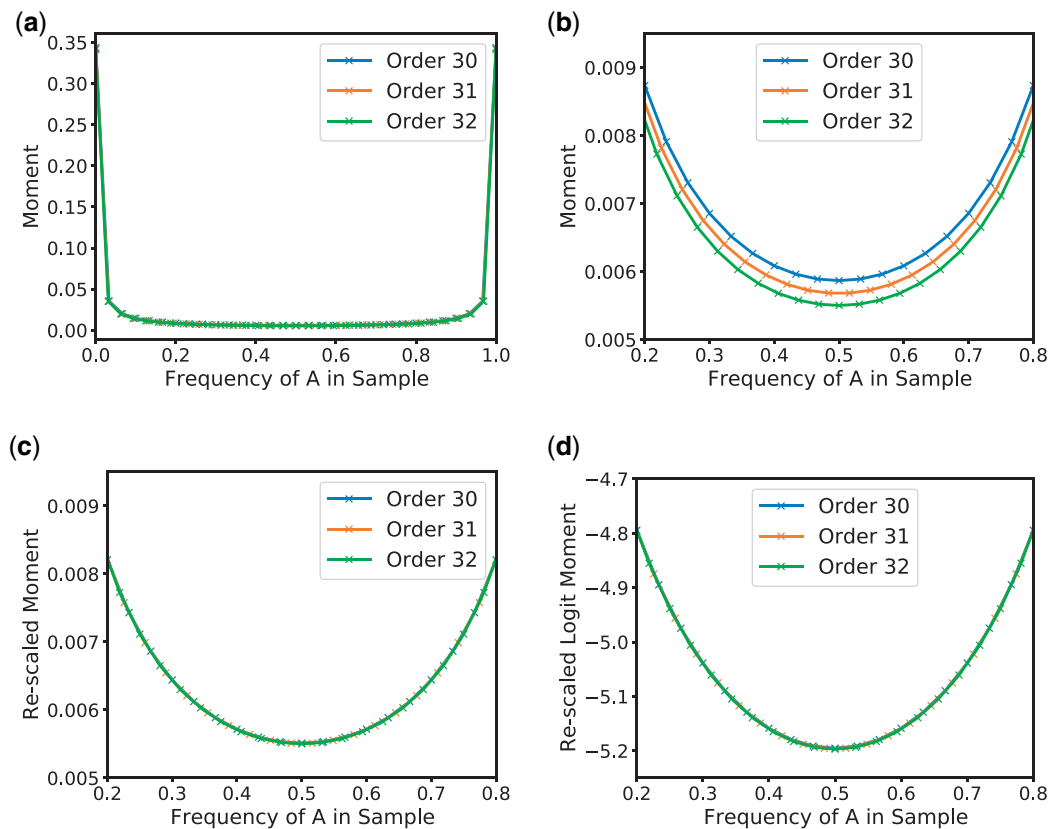 (a)
Moment
0.35
0.30
0.25
0.20
0.15
0.10
0.05
0.00
Order 30
Order 31
Order 32
0.0 0.2 0.4 0.6 0.8 1.0
Frequency of A in Sample
(b)
Moment
0.009
0.008
0.007
0.006
0.005
Order 30
Order 31
Order 32
0.2 0.3 0.4 0.5 0.6 0.7 0.8
Frequency of A in Sample
(c)
Re-scaled Moment
0.009
0.008
0.007
0.006
0.005
Order 30
Order 31
Order 32
0.2 0.3 0.4 0.5 0.6 0.7 0.8
Frequency of A in Sample
(d)
Re-scaled Logit Moment
−4.7
−4.8
−4.9
−5.0
−5.1
−5.2
Order 30
Order 31
Order 32
0.2 0.3 0.4 0.5 0.6 0.7 0.8
Frequency of A in Sample